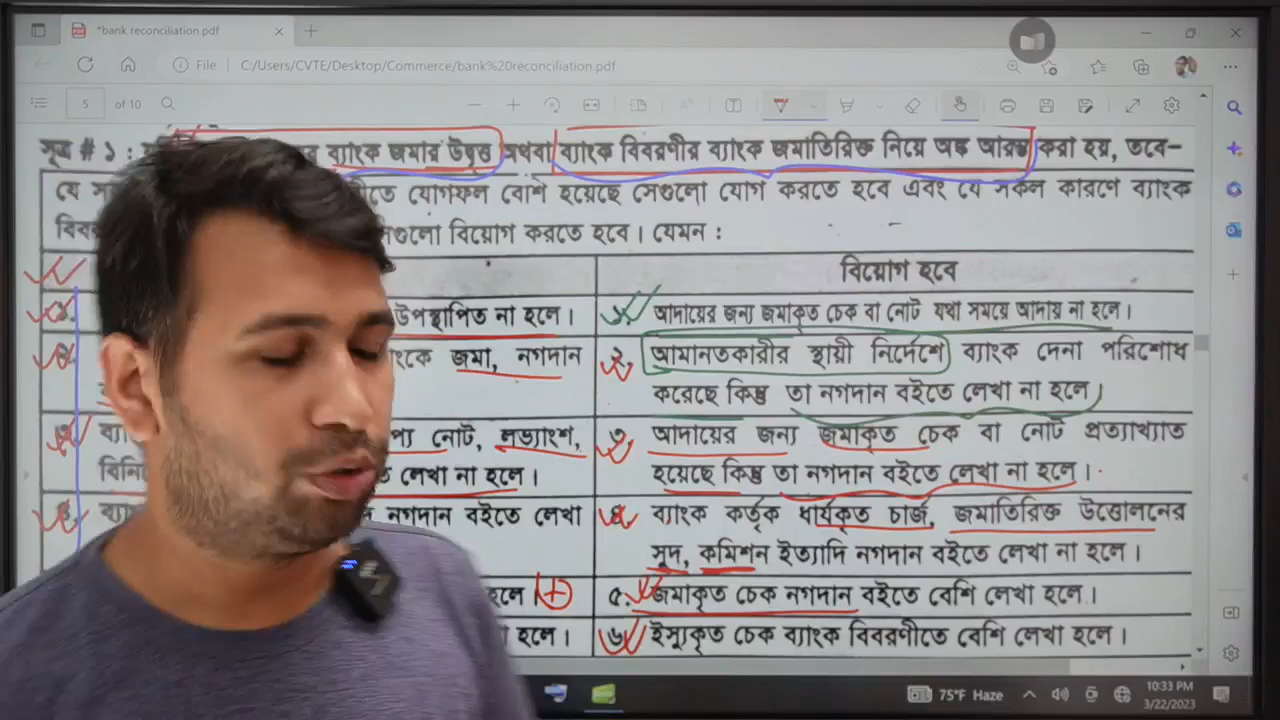 *bank reconciliation.pdf
File C:/Users/CVTE/Desktop/Commerce/bank%20reconciliation.pdf
5 of 10
সূত্র # ১ : ব্যাংক জমার উদ্বৃত্ত অথবা ব্যাংক বিবরণীর ব্যাংক জমাতিরিক্ত নিয়ে অঙ্ক আরম্ভ করা হয়, তবে-
যে যোগফল বেশি হয়েছে সেগুলো যোগ করতে হবে এবং যে সকল কারণে ব্যাংক
করতে হবে। যেমন :
বিয়োগ হবে
উপস্থাপিত না হলে।
১. আদায়ের জন্য জমাকৃত চেক বা নোট যথা সময়ে আদায় না হলে।
জমা, নগদান
২. আমানতকারীর স্থায়ী নির্দেশে ব্যাংক দেনা পরিশোধ
করেছে কিন্তু তা নগদান বইতে লেখা না হলে।
নোট, লভ্যাংশ,
৩. আদায়ের জন্য জমাকৃত চেক বা নোট প্রত্যাখ্যাত
লেখা না হলে।
হয়েছে কিন্তু তা নগদান বইতে লেখা না হলে।
নগদান বইতে লেখা
৪. ব্যাংক কর্তৃক ধার্যকৃত চার্জ, জমাতিরিক্ত উত্তোলনের
সুদ, কমিশন ইত্যাদি নগদান বইতে লেখা না হলে।
হলে। +
৫. জমাকৃত চেক নগদান বইতে বেশি লেখা হলে।
হলে।
৬. ইস্যুকৃত চেক ব্যাংক বিবরণীতে বেশি লেখা হলে।
75°F Haze
10:33 PM
3/22/2023